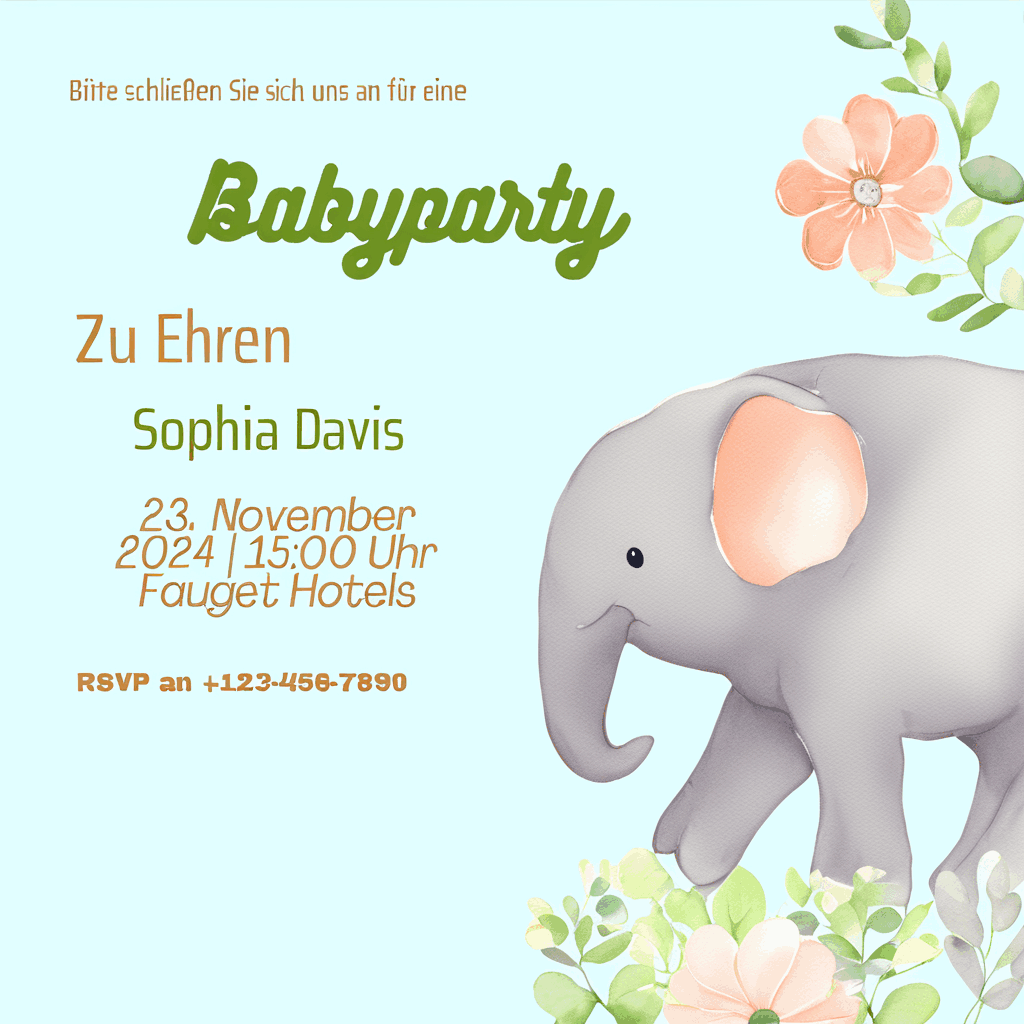 Bitte schließen Sie sich uns an für eine
Babyparty
Zu Ehren
Sophia Davis
23. November
2024 | 15:00 Uhr
Fauget Hotels
RSVP an +123-456-7890